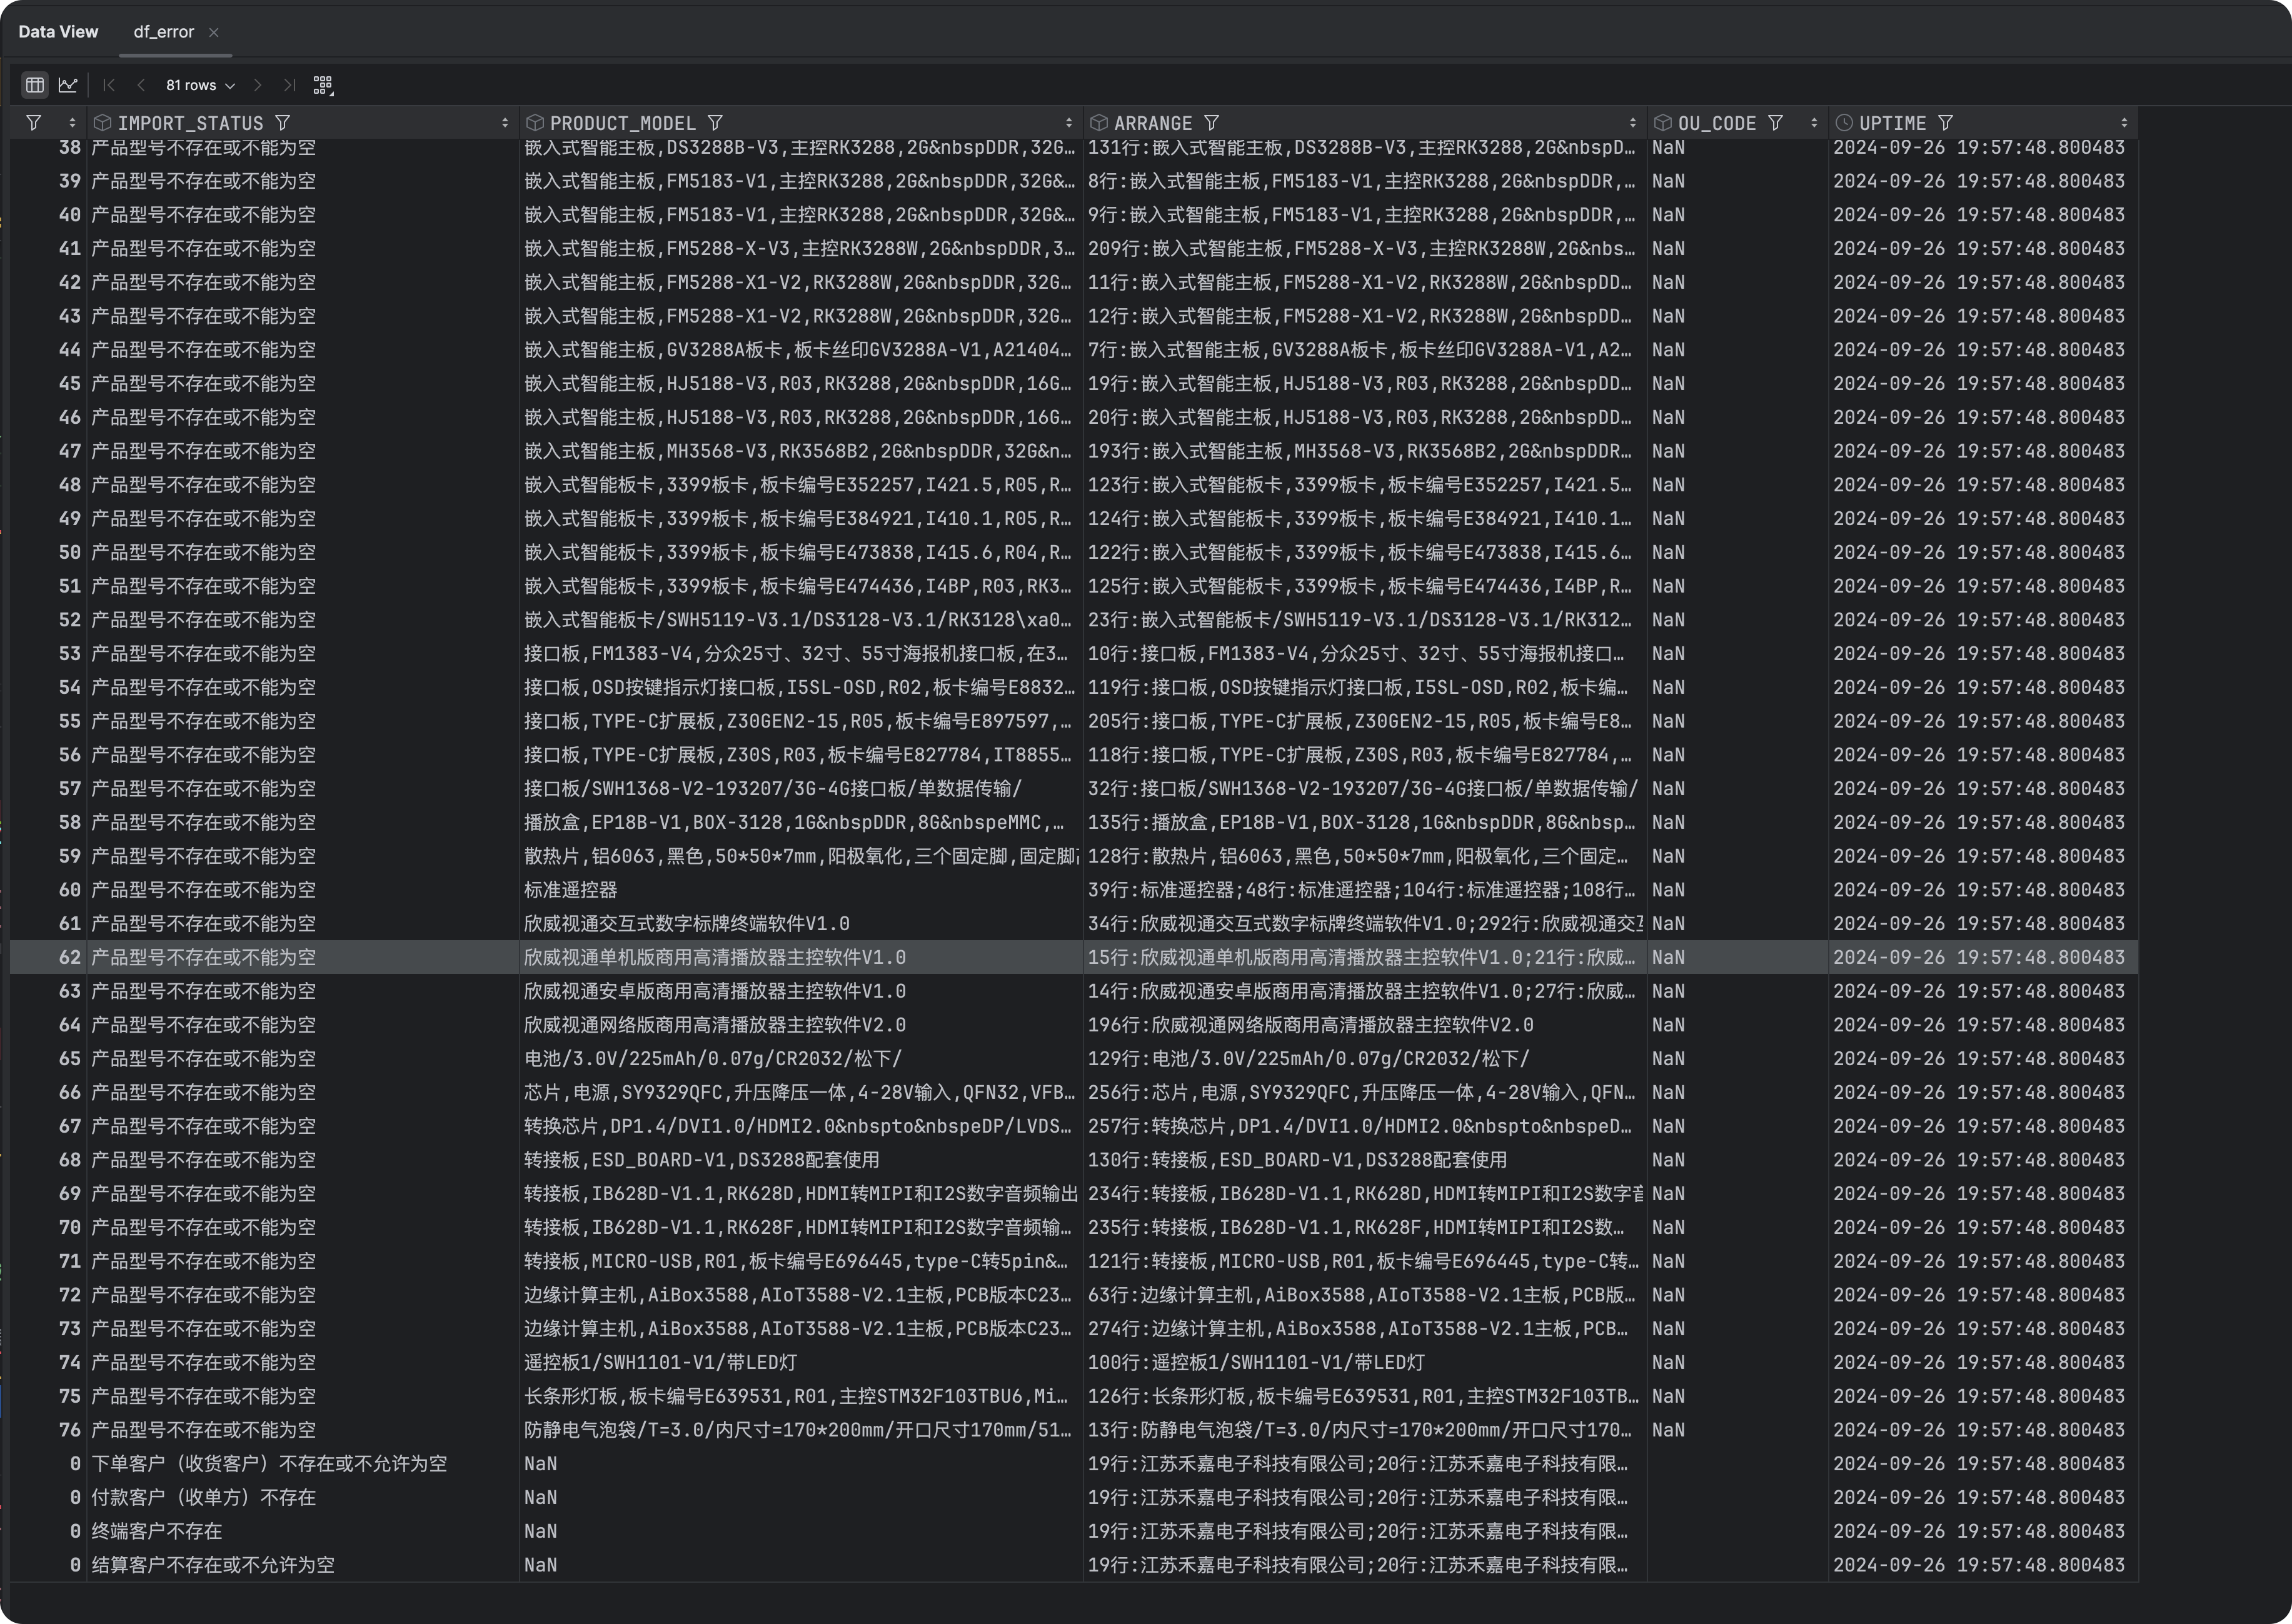 Data View df_error ×
81 rows
IMPORT_STATUS PRODUCT_MODEL ARRANGE OU_CODE UPTIME
38 产品型号不存在或不能为空 嵌入式智能主板,DS3288B-V3,主控RK3288,2G&nbspDDR,32G… 131行:嵌入式智能主板,DS3288B-V3,主控RK3288,2G&nbspD… NaN 2024-09-26 19:57:48.800483
39 产品型号不存在或不能为空 嵌入式智能主板,FM5183-V1,主控RK3288,2G&nbspDDR,32G&… 8行:嵌入式智能主板,FM5183-V1,主控RK3288,2G&nbspDDR,… NaN 2024-09-26 19:57:48.800483
40 产品型号不存在或不能为空 嵌入式智能主板,FM5183-V1,主控RK3288,2G&nbspDDR,32G&… 9行:嵌入式智能主板,FM5183-V1,主控RK3288,2G&nbspDDR,… NaN 2024-09-26 19:57:48.800483
41 产品型号不存在或不能为空 嵌入式智能主板,FM5288-X-V3,主控RK3288W,2G&nbspDDR,3… 209行:嵌入式智能主板,FM5288-X-V3,主控RK3288W,2G&nbs… NaN 2024-09-26 19:57:48.800483
42 产品型号不存在或不能为空 嵌入式智能主板,FM5288-X1-V2,RK3288W,2G&nbspDDR,32G… 11行:嵌入式智能主板,FM5288-X1-V2,RK3288W,2G&nbspDD… NaN 2024-09-26 19:57:48.800483
43 产品型号不存在或不能为空 嵌入式智能主板,FM5288-X1-V2,RK3288W,2G&nbspDDR,32G… 12行:嵌入式智能主板,FM5288-X1-V2,RK3288W,2G&nbspDD… NaN 2024-09-26 19:57:48.800483
44 产品型号不存在或不能为空 嵌入式智能主板,GV3288A板卡,板卡丝印GV3288A-V1,A21404… 7行:嵌入式智能主板,GV3288A板卡,板卡丝印GV3288A-V1,A2… NaN 2024-09-26 19:57:48.800483
45 产品型号不存在或不能为空 嵌入式智能主板,HJ5188-V3,R03,RK3288,2G&nbspDDR,16G… 19行:嵌入式智能主板,HJ5188-V3,R03,RK3288,2G&nbspDD… NaN 2024-09-26 19:57:48.800483
46 产品型号不存在或不能为空 嵌入式智能主板,HJ5188-V3,R03,RK3288,2G&nbspDDR,16G… 20行:嵌入式智能主板,HJ5188-V3,R03,RK3288,2G&nbspDD… NaN 2024-09-26 19:57:48.800483
47 产品型号不存在或不能为空 嵌入式智能主板,MH3568-V3,RK3568B2,2G&nbspDDR,32G&n… 193行:嵌入式智能主板,MH3568-V3,RK3568B2,2G&nbspDDR… NaN 2024-09-26 19:57:48.800483
48 产品型号不存在或不能为空 嵌入式智能板卡,3399板卡,板卡编号E352257,I421.5,R05,R… 123行:嵌入式智能板卡,3399板卡,板卡编号E352257,I421.5… NaN 2024-09-26 19:57:48.800483
49 产品型号不存在或不能为空 嵌入式智能板卡,3399板卡,板卡编号E384921,I410.1,R05,R… 124行:嵌入式智能板卡,3399板卡,板卡编号E384921,I410.1… NaN 2024-09-26 19:57:48.800483
50 产品型号不存在或不能为空 嵌入式智能板卡,3399板卡,板卡编号E473838,I415.6,R04,R… 122行:嵌入式智能板卡,3399板卡,板卡编号E473838,I415.6… NaN 2024-09-26 19:57:48.800483
51 产品型号不存在或不能为空 嵌入式智能板卡,3399板卡,板卡编号E474436,I4BP,R03,RK3… 125行:嵌入式智能板卡,3399板卡,板卡编号E474436,I4BP,R… NaN 2024-09-26 19:57:48.800483
52 产品型号不存在或不能为空 嵌入式智能板卡/SWH5119-V3.1/DS3128-V3.1/RK3128\xa0… 23行:嵌入式智能板卡/SWH5119-V3.1/DS3128-V3.1/RK312… NaN 2024-09-26 19:57:48.800483
53 产品型号不存在或不能为空 接口板,FM1383-V4,分众25寸、32寸、55寸海报机接口板,在3… 10行:接口板,FM1383-V4,分众25寸、32寸、55寸海报机接口… NaN 2024-09-26 19:57:48.800483
54 产品型号不存在或不能为空 接口板,OSD按键指示灯接口板,I5SL-OSD,R02,板卡编号E8832… 119行:接口板,OSD按键指示灯接口板,I5SL-OSD,R02,板卡编… NaN 2024-09-26 19:57:48.800483
55 产品型号不存在或不能为空 接口板,TYPE-C扩展板,Z30GEN2-15,R05,板卡编号E897597,… 205行:接口板,TYPE-C扩展板,Z30GEN2-15,R05,板卡编号E8… NaN 2024-09-26 19:57:48.800483
56 产品型号不存在或不能为空 接口板,TYPE-C扩展板,Z30S,R03,板卡编号E827784,IT8855… 118行:接口板,TYPE-C扩展板,Z30S,R03,板卡编号E827784,… NaN 2024-09-26 19:57:48.800483
57 产品型号不存在或不能为空 接口板/SWH1368-V2-193207/3G-4G接口板/单数据传输/ 32行:接口板/SWH1368-V2-193207/3G-4G接口板/单数据传输/ NaN 2024-09-26 19:57:48.800483
58 产品型号不存在或不能为空 播放盒,EP18B-V1,BOX-3128,1G&nbspDDR,8G&nbspeMMC,… 135行:播放盒,EP18B-V1,BOX-3128,1G&nbspDDR,8G&nbsp… NaN 2024-09-26 19:57:48.800483
59 产品型号不存在或不能为空 散热片,铝6063,黑色,50*50*7mm,阳极氧化,三个固定脚,固定脚 128行:散热片,铝6063,黑色,50*50*7mm,阳极氧化,三个固定… NaN 2024-09-26 19:57:48.800483
60 产品型号不存在或不能为空 标准遥控器 39行:标准遥控器;48行:标准遥控器;104行:标准遥控器;108行… NaN 2024-09-26 19:57:48.800483
61 产品型号不存在或不能为空 欣威视通交互式数字标牌终端软件V1.0 34行:欣威视通交互式数字标牌终端软件V1.0;292行:欣威视通交互 NaN 2024-09-26 19:57:48.800483
62 产品型号不存在或不能为空 欣威视通单机版商用高清播放器主控软件V1.0 15行:欣威视通单机版商用高清播放器主控软件V1.0;21行:欣威… NaN 2024-09-26 19:57:48.800483
63 产品型号不存在或不能为空 欣威视通安卓版商用高清播放器主控软件V1.0 14行:欣威视通安卓版商用高清播放器主控软件V1.0;27行:欣威… NaN 2024-09-26 19:57:48.800483
64 产品型号不存在或不能为空 欣威视通网络版商用高清播放器主控软件V2.0 196行:欣威视通网络版商用高清播放器主控软件V2.0 NaN 2024-09-26 19:57:48.800483
65 产品型号不存在或不能为空 电池/3.0V/225mAh/0.07g/CR2032/松下/ 129行:电池/3.0V/225mAh/0.07g/CR2032/松下/ NaN 2024-09-26 19:57:48.800483
66 产品型号不存在或不能为空 芯片,电源,SY9329QFC,升压降压一体,4-28V输入,QFN32,VFB… 256行:芯片,电源,SY9329QFC,升压降压一体,4-28V输入,QFN… NaN 2024-09-26 19:57:48.800483
67 产品型号不存在或不能为空 转换芯片,DP1.4/DVI1.0/HDMI2.0&nbspto&nbspeDP/LVDS… 257行:转换芯片,DP1.4/DVI1.0/HDMI2.0&nbspto&nbspeD… NaN 2024-09-26 19:57:48.800483
68 产品型号不存在或不能为空 转接板,ESD_BOARD-V1,DS3288配套使用 130行:转接板,ESD_BOARD-V1,DS3288配套使用 NaN 2024-09-26 19:57:48.800483
69 产品型号不存在或不能为空 转接板,IB628D-V1.1,RK628D,HDMI转MIPI和I2S数字音频输出 234行:转接板,IB628D-V1.1,RK628D,HDMI转MIPI和I2S数字音 NaN 2024-09-26 19:57:48.800483
70 产品型号不存在或不能为空 转接板,IB628D-V1.1,RK628F,HDMI转MIPI和I2S数字音频输… 235行:转接板,IB628D-V1.1,RK628F,HDMI转MIPI和I2S数… NaN 2024-09-26 19:57:48.800483
71 产品型号不存在或不能为空 转接板,MICRO-USB,R01,板卡编号E696445,type-C转5pin&… 121行:转接板,MICRO-USB,R01,板卡编号E696445,type-C转… NaN 2024-09-26 19:57:48.800483
72 产品型号不存在或不能为空 边缘计算主机,AiBox3588,AIoT3588-V2.1主板,PCB版本C23… 63行:边缘计算主机,AiBox3588,AIoT3588-V2.1主板,PCB版… NaN 2024-09-26 19:57:48.800483
73 产品型号不存在或不能为空 边缘计算主机,AiBox3588,AIoT3588-V2.1主板,PCB版本C23… 274行:边缘计算主机,AiBox3588,AIoT3588-V2.1主板,PCB… NaN 2024-09-26 19:57:48.800483
74 产品型号不存在或不能为空 遥控板1/SWH1101-V1/带LED灯 100行:遥控板1/SWH1101-V1/带LED灯 NaN 2024-09-26 19:57:48.800483
75 产品型号不存在或不能为空 长条形灯板,板卡编号E639531,R01,主控STM32F103TBU6,Mi… 126行:长条形灯板,板卡编号E639531,R01,主控STM32F103TB… NaN 2024-09-26 19:57:48.800483
76 产品型号不存在或不能为空 防静电气泡袋/T=3.0/内尺寸=170*200mm/开口尺寸170mm/51… 13行:防静电气泡袋/T=3.0/内尺寸=170*200mm/开口尺寸170… NaN 2024-09-26 19:57:48.800483
0 下单客户（收货客户）不存在或不允许为空 NaN 19行:江苏禾嘉电子科技有限公司;20行:江苏禾嘉电子科技有限… 2024-09-26 19:57:48.800483
0 付款客户（收单方）不存在 NaN 19行:江苏禾嘉电子科技有限公司;20行:江苏禾嘉电子科技有限… 2024-09-26 19:57:48.800483
0 终端客户不存在 NaN 19行:江苏禾嘉电子科技有限公司;20行:江苏禾嘉电子科技有限… 2024-09-26 19:57:48.800483
0 结算客户不存在或不允许为空 NaN 19行:江苏禾嘉电子科技有限公司;20行:江苏禾嘉电子科技有限… 2024-09-26 19:57:48.800483